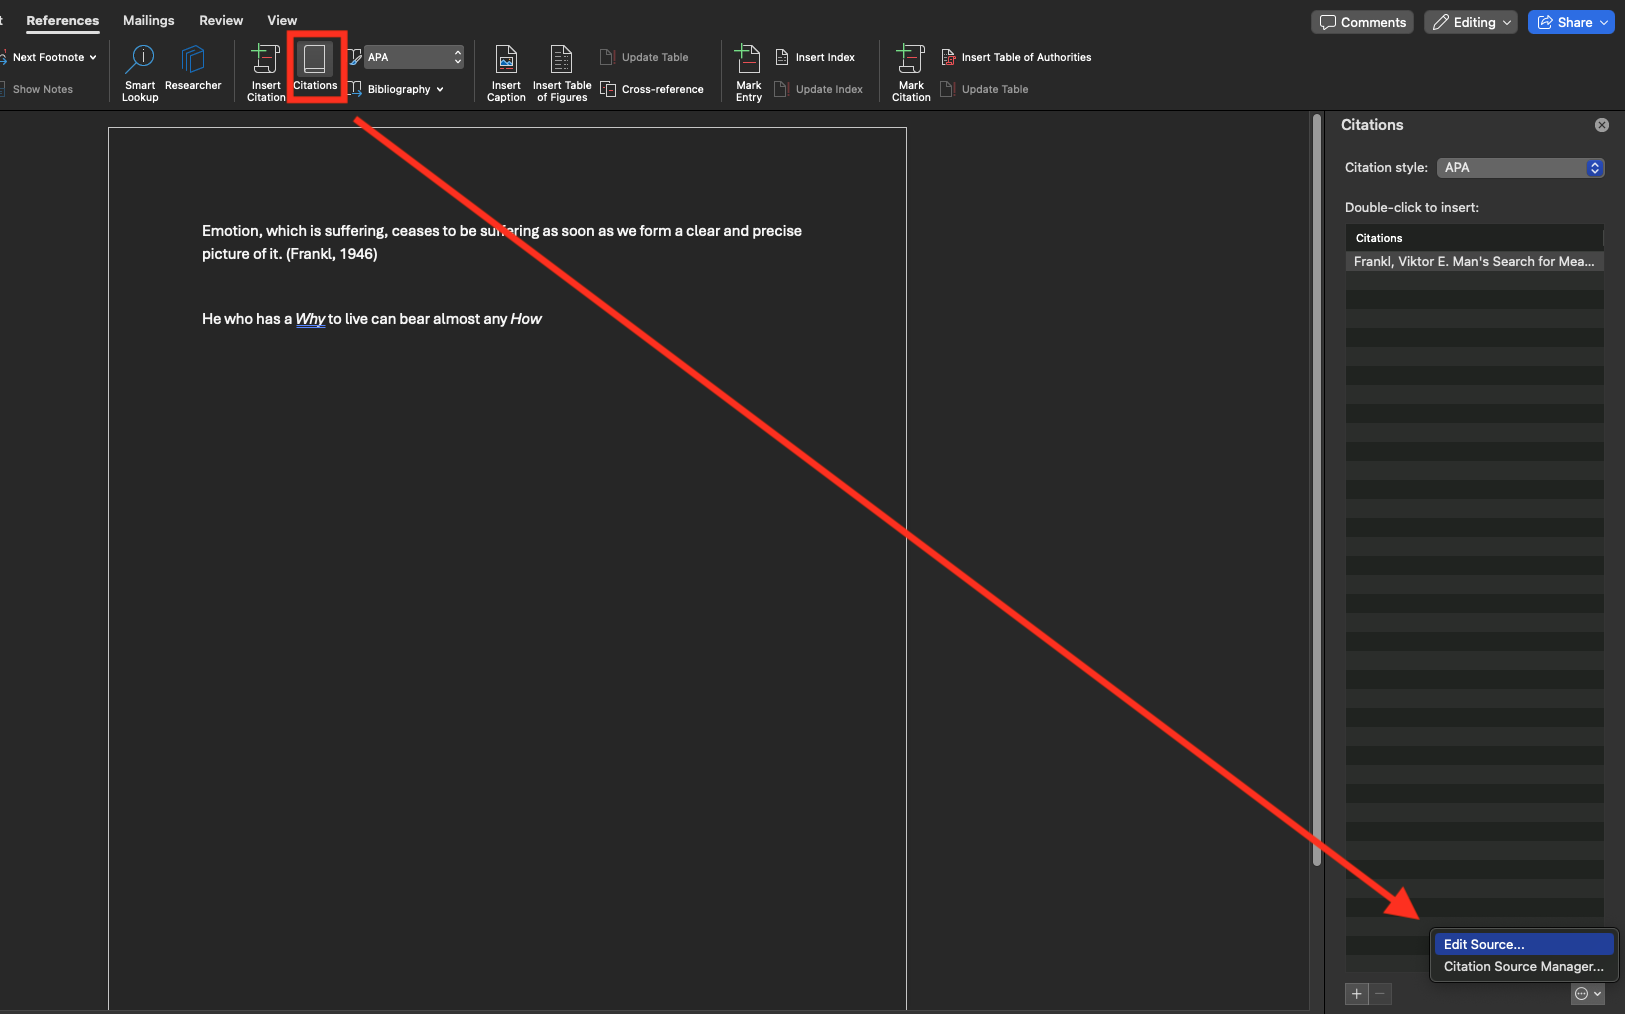 References Mailings Review View
Comments Editing Share
Next Footnote
Show Notes
Smart Lookup
Researcher
Insert Citation
Citations
APA
Bibliography
Insert Caption
Insert Table of Figures
Update Table
Cross-reference
Mark Entry
Insert Index
Update Index
Mark Citation
Insert Table of Authorities
Update Table
Emotion, which is suffering, ceases to be suffering as soon as we form a clear and precise
picture of it. (Frankl, 1946)
He who has a Why to live can bear almost any How
Citations
Citation style: APA
Double-click to insert:
Citations
Frankl, Viktor E. Man's Search for Mea...
Edit Source...
Citation Source Manager...